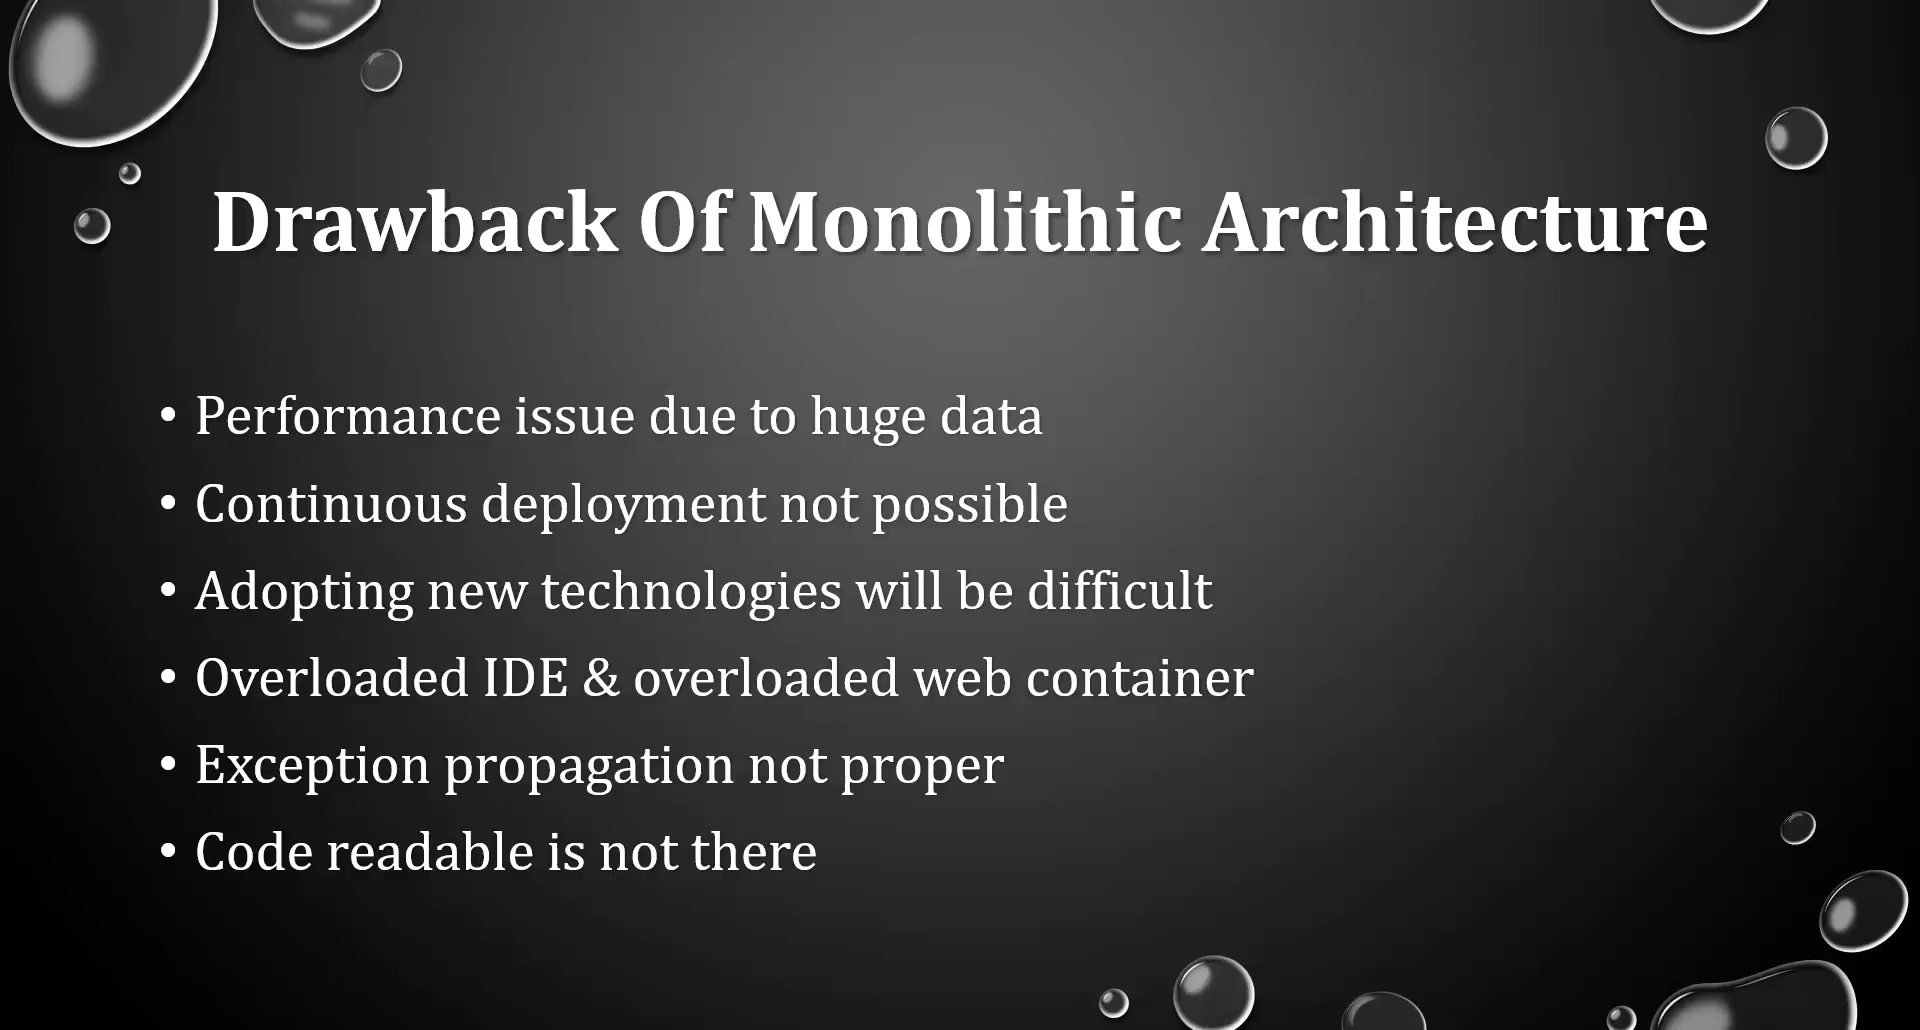 Drawback Of Monolithic Architecture
• Performance issue due to huge data
• Continuous deployment not possible
• Adopting new technologies will be difficult
• Overloaded IDE & overloaded web container
• Exception propagation not proper
• Code readable is not there